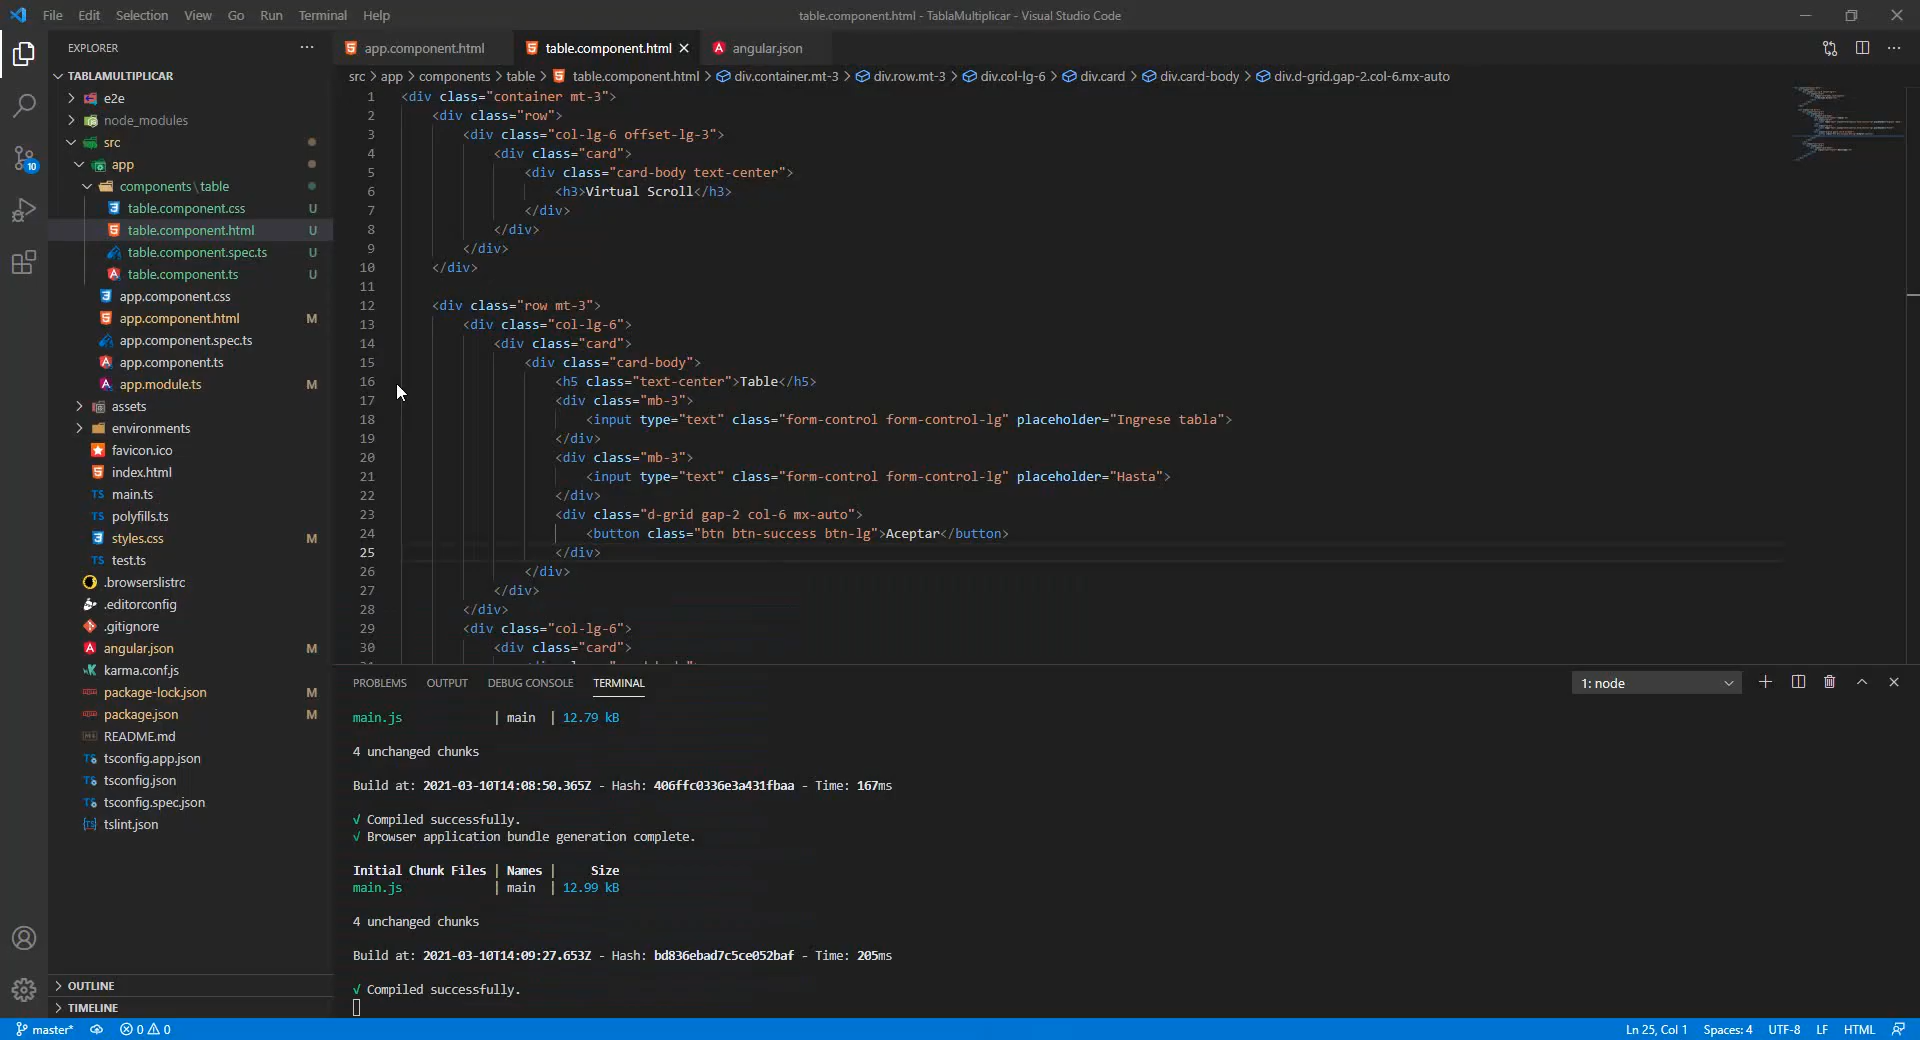 File Edit Selection View Go Run Terminal Help
table.component.html - TablaMultiplicar - Visual Studio Code
EXPLORER
TABLAMULTIPLICAR
e2e
node_modules
src
app
components \ table
table.component.css U
table.component.html U
table.component.spec.ts U
table.component.ts U
app.component.css
app.component.html M
app.component.spec.ts
app.component.ts
app.module.ts M
assets
environments
favicon.ico
index.html
main.ts
polyfills.ts
styles.css M
test.ts
.browserslistrc
.editorconfig
.gitignore
angular.json M
karma.conf.js
package-lock.json M
package.json M
README.md
tsconfig.app.json
tsconfig.json
tsconfig.spec.json
tslint.json
OUTLINE
TIMELINE
10
app.component.html table.component.html angular.json
src > app > components > table > table.component.html > div.container.mt-3 > div.row.mt-3 > div.col-lg-6 > div.card > div.card-body > div.d-grid.gap-2.col-6.mx-auto
1 <div class="container mt-3">
2 <div class="row">
3 <div class="col-lg-6 offset-lg-3">
4 <div class="card">
5 <div class="card-body text-center">
6 <h3>Virtual Scroll</h3>
7 </div>
8 </div>
9 </div>
10 </div>
11
12 <div class="row mt-3">
13 <div class="col-lg-6">
14 <div class="card">
15 <div class="card-body">
16 <h5 class="text-center">Table</h5>
17 <div class="mb-3">
18 <input type="text" class="form-control form-control-lg" placeholder="Ingrese tabla">
19 </div>
20 <div class="mb-3">
21 <input type="text" class="form-control form-control-lg" placeholder="Hasta">
22 </div>
23 <div class="d-grid gap-2 col-6 mx-auto">
24 <button class="btn btn-success btn-lg">Aceptar</button>
25 </div>
26 </div>
27 </div>
28 </div>
29 <div class="col-lg-6">
30 <div class="card">
PROBLEMS OUTPUT DEBUG CONSOLE TERMINAL
1: node
main.js | main | 12.79 kB
4 unchanged chunks
Build at: 2021-03-10T14:08:50.365Z - Hash: 406ffc0336e3a431fbaa - Time: 167ms
√ Compiled successfully.
√ Browser application bundle generation complete.
Initial Chunk Files | Names | Size
main.js | main | 12.99 kB
4 unchanged chunks
Build at: 2021-03-10T14:09:27.653Z - Hash: bd836ebad7c5ce052baf - Time: 205ms
√ Compiled successfully.
master* 0 0
Ln 25, Col 1 Spaces: 4 UTF-8 LF HTML